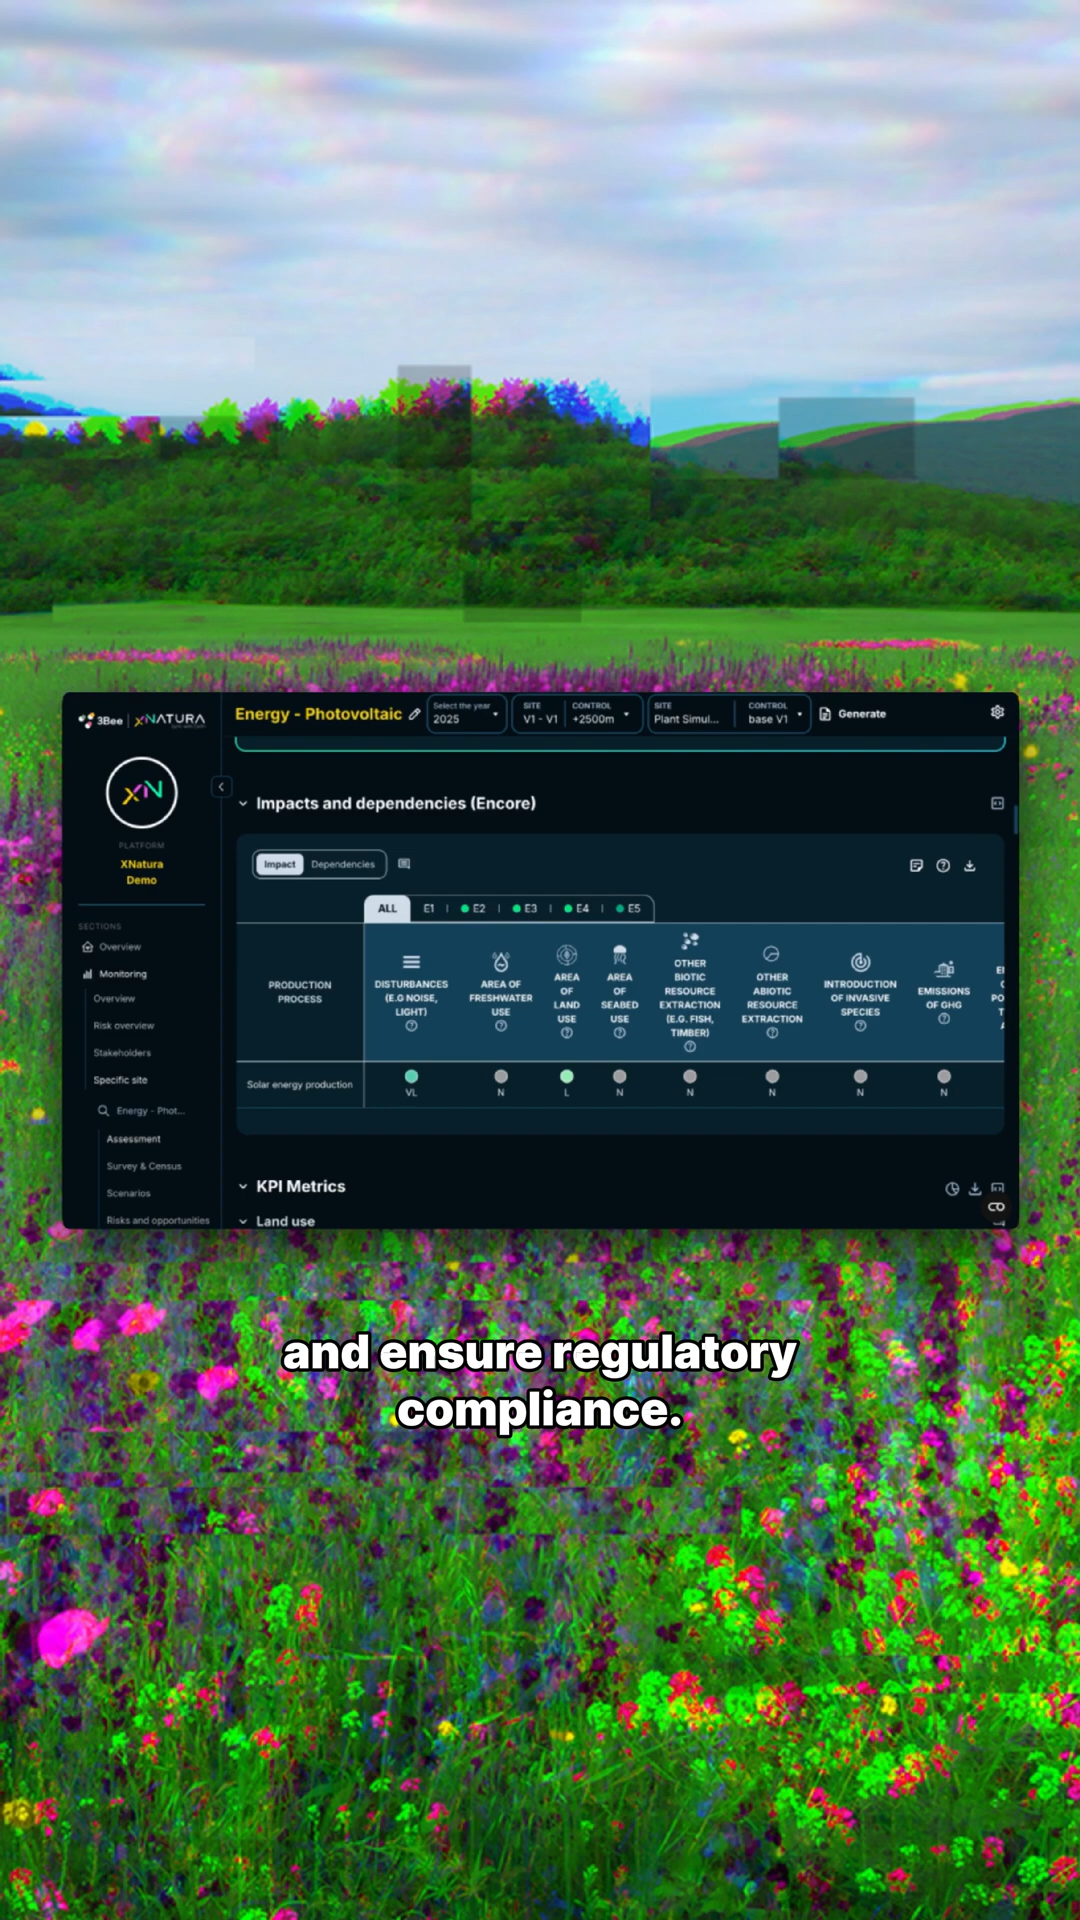 3Bee | XNATURA
Energy - Photovoltaic
Select the year
2025
SITE
V1 - V1
CONTROL
+2500m
SITE
Plant Simul...
CONTROL
base V1
Generate
XN
PLATFORM
XNatura
Demo
SECTIONS
Overview
Monitoring
Overview
Risk overview
Stakeholders
Specific site
Energy - Phot...
Assessment
Survey & Census
Scenarios
Risks and opportunities
Impacts and dependencies (Encore)
Impact
Dependencies
ALL
E1
E2
E3
E4
E5
PRODUCTION
PROCESS
DISTURBANCES
(E.G NOISE,
LIGHT)
AREA OF
FRESHWATER
USE
AREA
OF
LAND
USE
AREA
OF
SEABED
USE
OTHER
BIOTIC
RESOURCE
EXTRACTION
(E.G. FISH,
TIMBER)
OTHER
ABIOTIC
RESOURCE
EXTRACTION
INTRODUCTION
OF INVASIVE
SPECIES
EMISSIONS
OF GHG
Solar energy production
VL
N
L
N
N
N
N
N
KPI Metrics
Land use
and ensure regulatory
compliance.